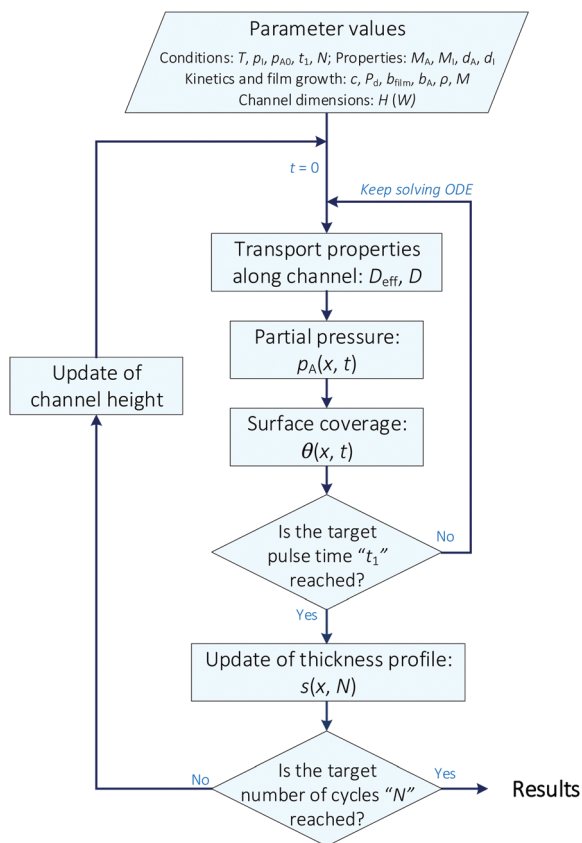 Parameter values
Conditions: T, pI, pA0, t1, N; Properties: MA, MI, dA, dI
Kinetics and film growth: c, Pd, bfilm, bA, ρ, M
Channel dimensions: H (W)
t = 0
Keep solving ODE
Transport properties
along channel: Deff, D
Partial pressure:
pA(x, t)
Update of
channel height
Surface coverage:
θ(x, t)
Is the target
pulse time “t1”
reached?
No
Yes
Update of thickness profile:
s(x, N)
No
Is the target
number of cycles “N”
reached?
Yes
Results